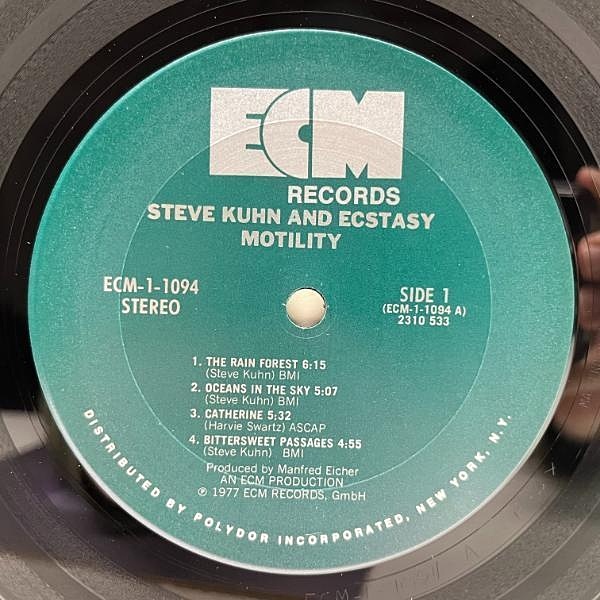 ECM
RECORDS
STEVE KUHN AND ECSTASY
MOTILITY
ECM-1-1094
STEREO
SIDE 1
(ECM-1-1094 A)
2310 533
1. THE RAIN FOREST 6:15
(Steve Kuhn) BMI
2. OCEANS IN THE SKY 5:07
(Steve Kuhn) BMI
3. CATHERINE 5:32
(Harvie Swartz) ASCAP
4. BITTERSWEET PASSAGES 4:55
(Steve Kuhn) BMI
Produced by Manfred Eicher
AN ECM PRODUCTION
℗ 1977 ECM RECORDS, GmbH
DISTRIBUTED BY POLYDOR INCORPORATED, NEW YORK, N.Y.